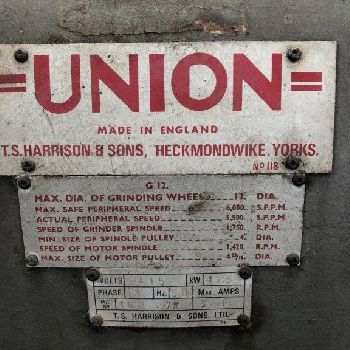 =UNION=
MADE IN ENGLAND
T.S. HARRISON & SONS, HECKMONDWIKE, YORKS.
No 118
G 12.
MAX. DIA. OF GRINDING WHEEL 12. DIA.
MAX. SAFE PERIPHERAL SPEED 6,000. S.F.P.M.
ACTUAL PERIPHERAL SPEED 5,500. S.F.P.M.
SPEED OF GRINDER SPINDLE 1,750. R.P.M.
MIN. SIZE OF SPINDLE PULLEY 4. DIA.
SPEED OF MOTOR SPINDLE 1,420 R.P.M.
MAX. SIZE OF MOTOR PULLEY DIA.
VOLTS 415 KW
PHASE Hz MAX. AMPS
T. S. HARRISON & SONS LTD